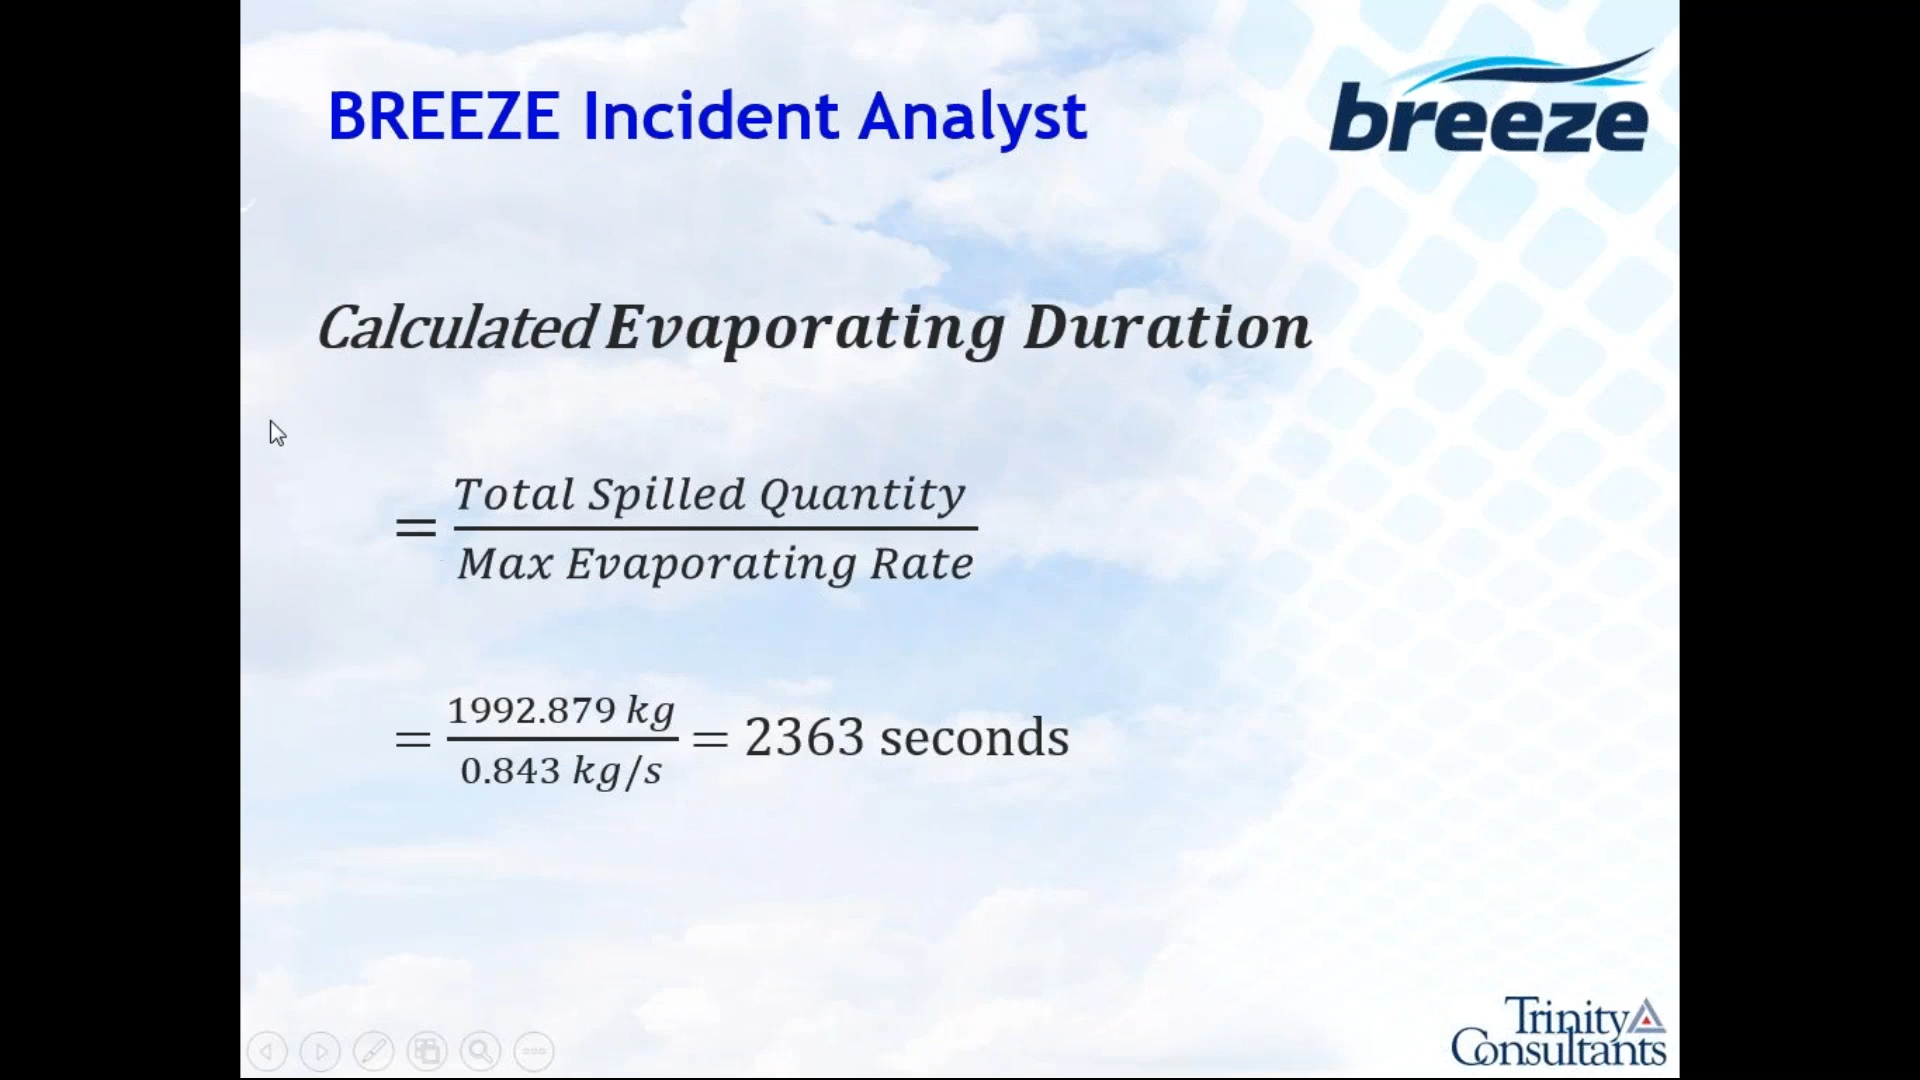 BREEZE Incident Analyst
breeze
Calculated Evaporating Duration
= Total Spilled Quantity
Max Evaporating Rate
= 1992.879 kg
0.843 kg/s
= 2363 seconds
Trinity
Consultants